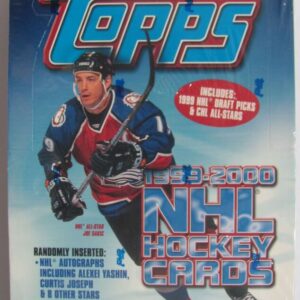 TOPPS
INCLUDES:
1999 NHL® DRAFT PICKS
& CHL ALL-STARS
19
NHL® ALL-STAR
JOE SAKIC
1999-2000
NHL
HOCKEY
CARDS
RANDOMLY INSERTED:
• NHL® AUTOGRAPHS
INCLUDING ALEXEI YASHIN,
CURTIS JOSEPH
& 8 OTHER STARS